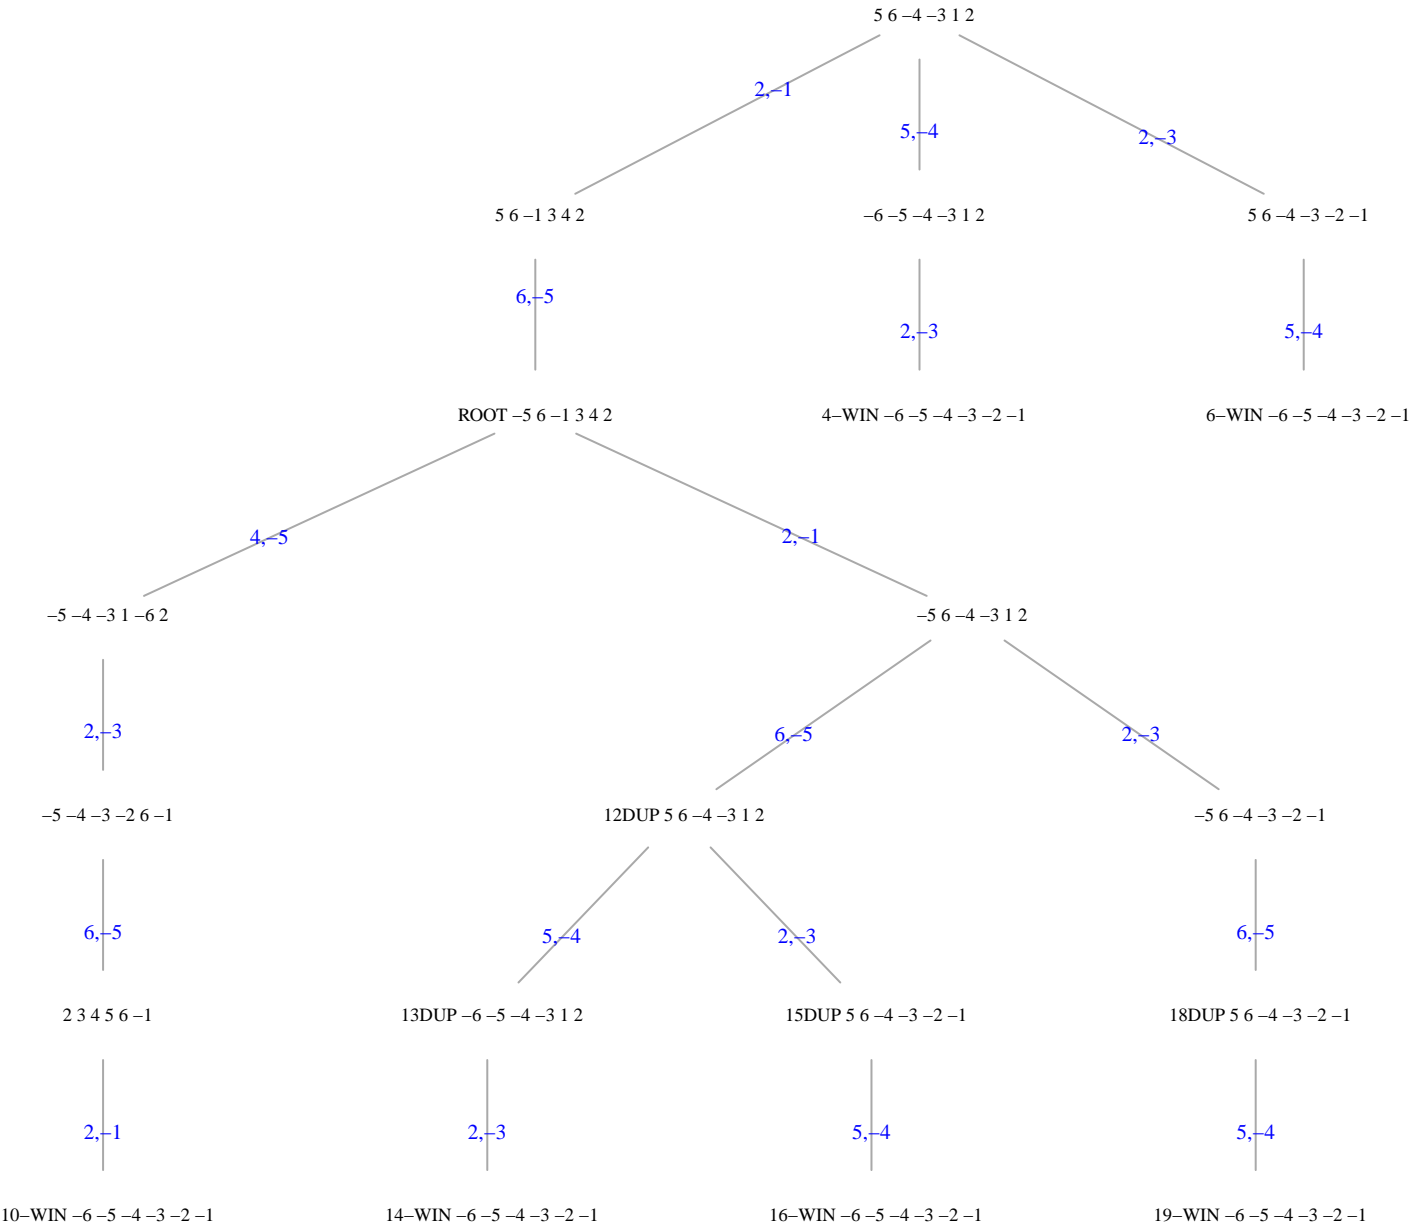 5 6 –4 –3 1 2
2,–1
5,–4
2,–3
5 6 –1 3 4 2
–6 –5 –4 –3 1 2
5 6 –4 –3 –2 –1
6,–5
2,–3
5,–4
ROOT –5 6 –1 3 4 2
4–WIN –6 –5 –4 –3 –2 –1
6–WIN –6 –5 –4 –3 –2 –1
4,–5
2,–1
–5 –4 –3 1 –6 2
–5 6 –4 –3 1 2
2,–3
6,–5
2,–3
–5 –4 –3 –2 6 –1
12DUP 5 6 –4 –3 1 2
–5 6 –4 –3 –2 –1
6,–5
5,–4
2,–3
6,–5
2 3 4 5 6 –1
13DUP –6 –5 –4 –3 1 2
15DUP 5 6 –4 –3 –2 –1
18DUP 5 6 –4 –3 –2 –1
2,–1
2,–3
5,–4
5,–4
10–WIN –6 –5 –4 –3 –2 –1
14–WIN –6 –5 –4 –3 –2 –1
16–WIN –6 –5 –4 –3 –2 –1
19–WIN –6 –5 –4 –3 –2 –1